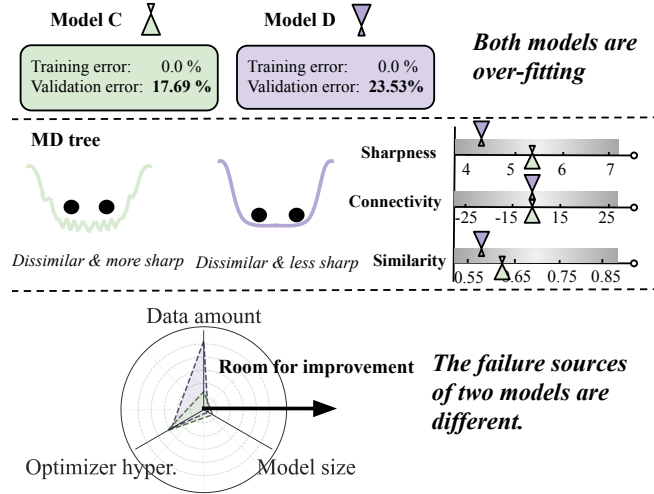 Model C
Model D
Training error: 0.0 %
Validation error: 17.69 %
Training error: 0.0 %
Validation error: 23.53%
Both models are
over-fitting
MD tree
Dissimilar & more sharp
Dissimilar & less sharp
Sharpness
4 5 6 7
Connectivity
-25 -15 15 25
Similarity
0.55 0.65 0.75 0.85
Data amount
Room for improvement
Optimizer hyper.
Model size
The failure sources
of two models are
different.